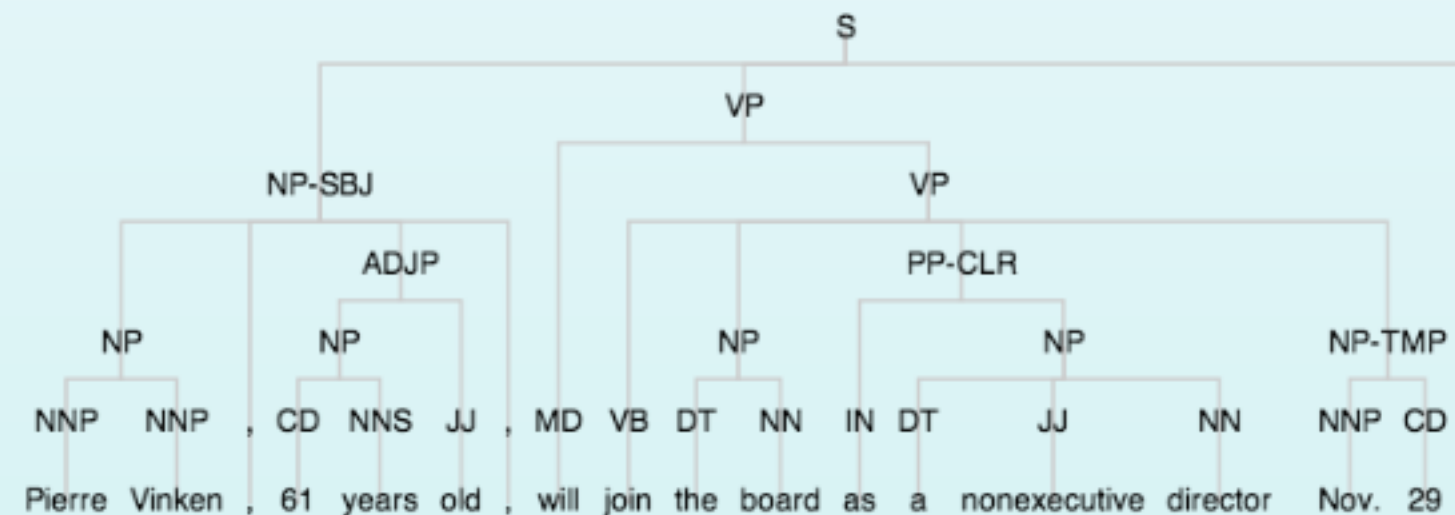 S
VP
NP-SBJ VP
ADJP PP-CLR
NP NP NP NP NP-TMP
NNP NNP , CD NNS JJ , MD VB DT NN IN DT JJ NN NNP CD
Pierre Vinken , 61 years old , will join the board as a nonexecutive director Nov. 29